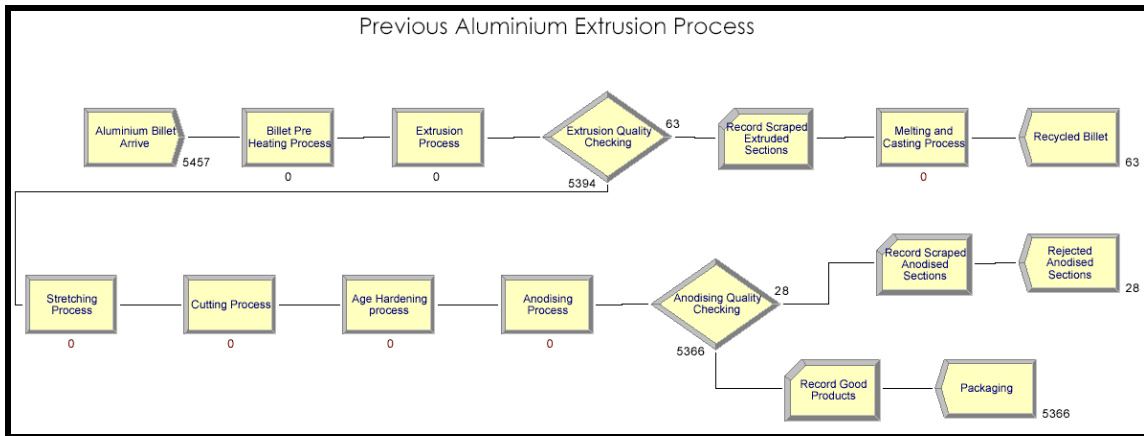 Previous Aluminium Extrusion Process
Aluminium Billet
Arrive
5457
Billet Pre
Heating Process
0
Extrusion
Process
0
Extrusion Quality
Checking
63
5394
Record Scraped
Extruded
Sections
Melting and
Casting Process
0
Recycled Billet
63
Stretching
Process
0
Cutting Process
0
Age Hardening
process
0
Anodising
Process
0
Anodising Quality
Checking
28
5366
Record Scraped
Anodised
Sections
Rejected
Anodised
Sections
28
Record Good
Products
Packaging
5366